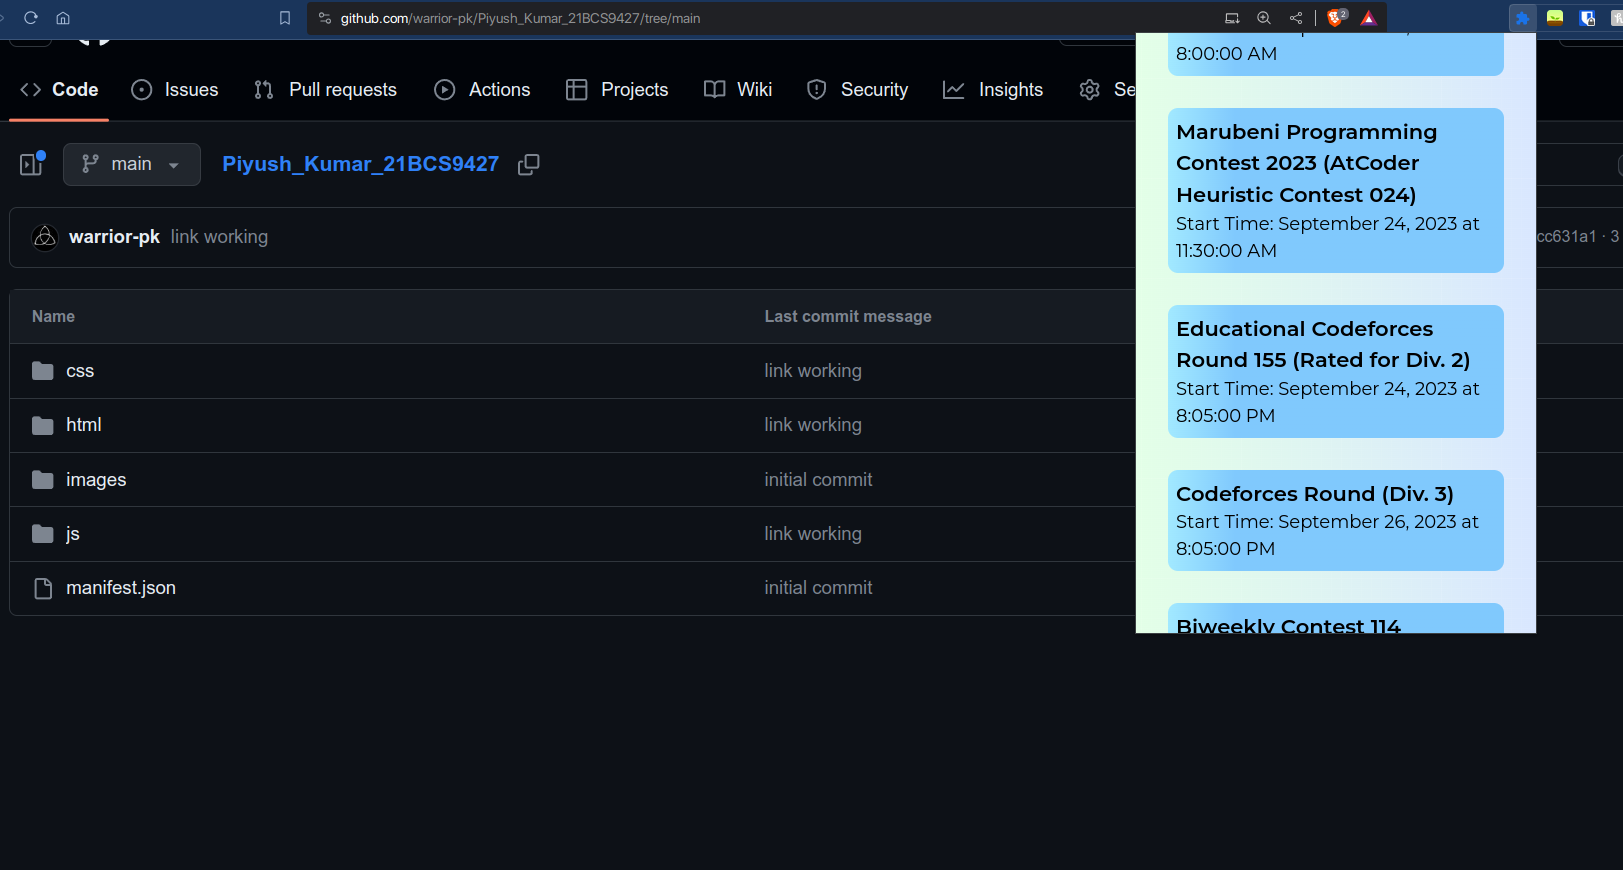 github.com/warrior-pk/Piyush_Kumar_21BCS9427/tree/main
2
Code
Issues
Pull requests
Actions
Projects
Wiki
Security
Insights
Se
main
Piyush_Kumar_21BCS9427
warrior-pk link working
cc631a1 · 3
Name
Last commit message
css
link working
html
link working
images
initial commit
js
link working
manifest.json
initial commit
8:00:00 AM
Marubeni Programming
Contest 2023 (AtCoder
Heuristic Contest 024)
Start Time: September 24, 2023 at
11:30:00 AM
Educational Codeforces
Round 155 (Rated for Div. 2)
Start Time: September 24, 2023 at
8:05:00 PM
Codeforces Round (Div. 3)
Start Time: September 26, 2023 at
8:05:00 PM
Biweekly Contest 114